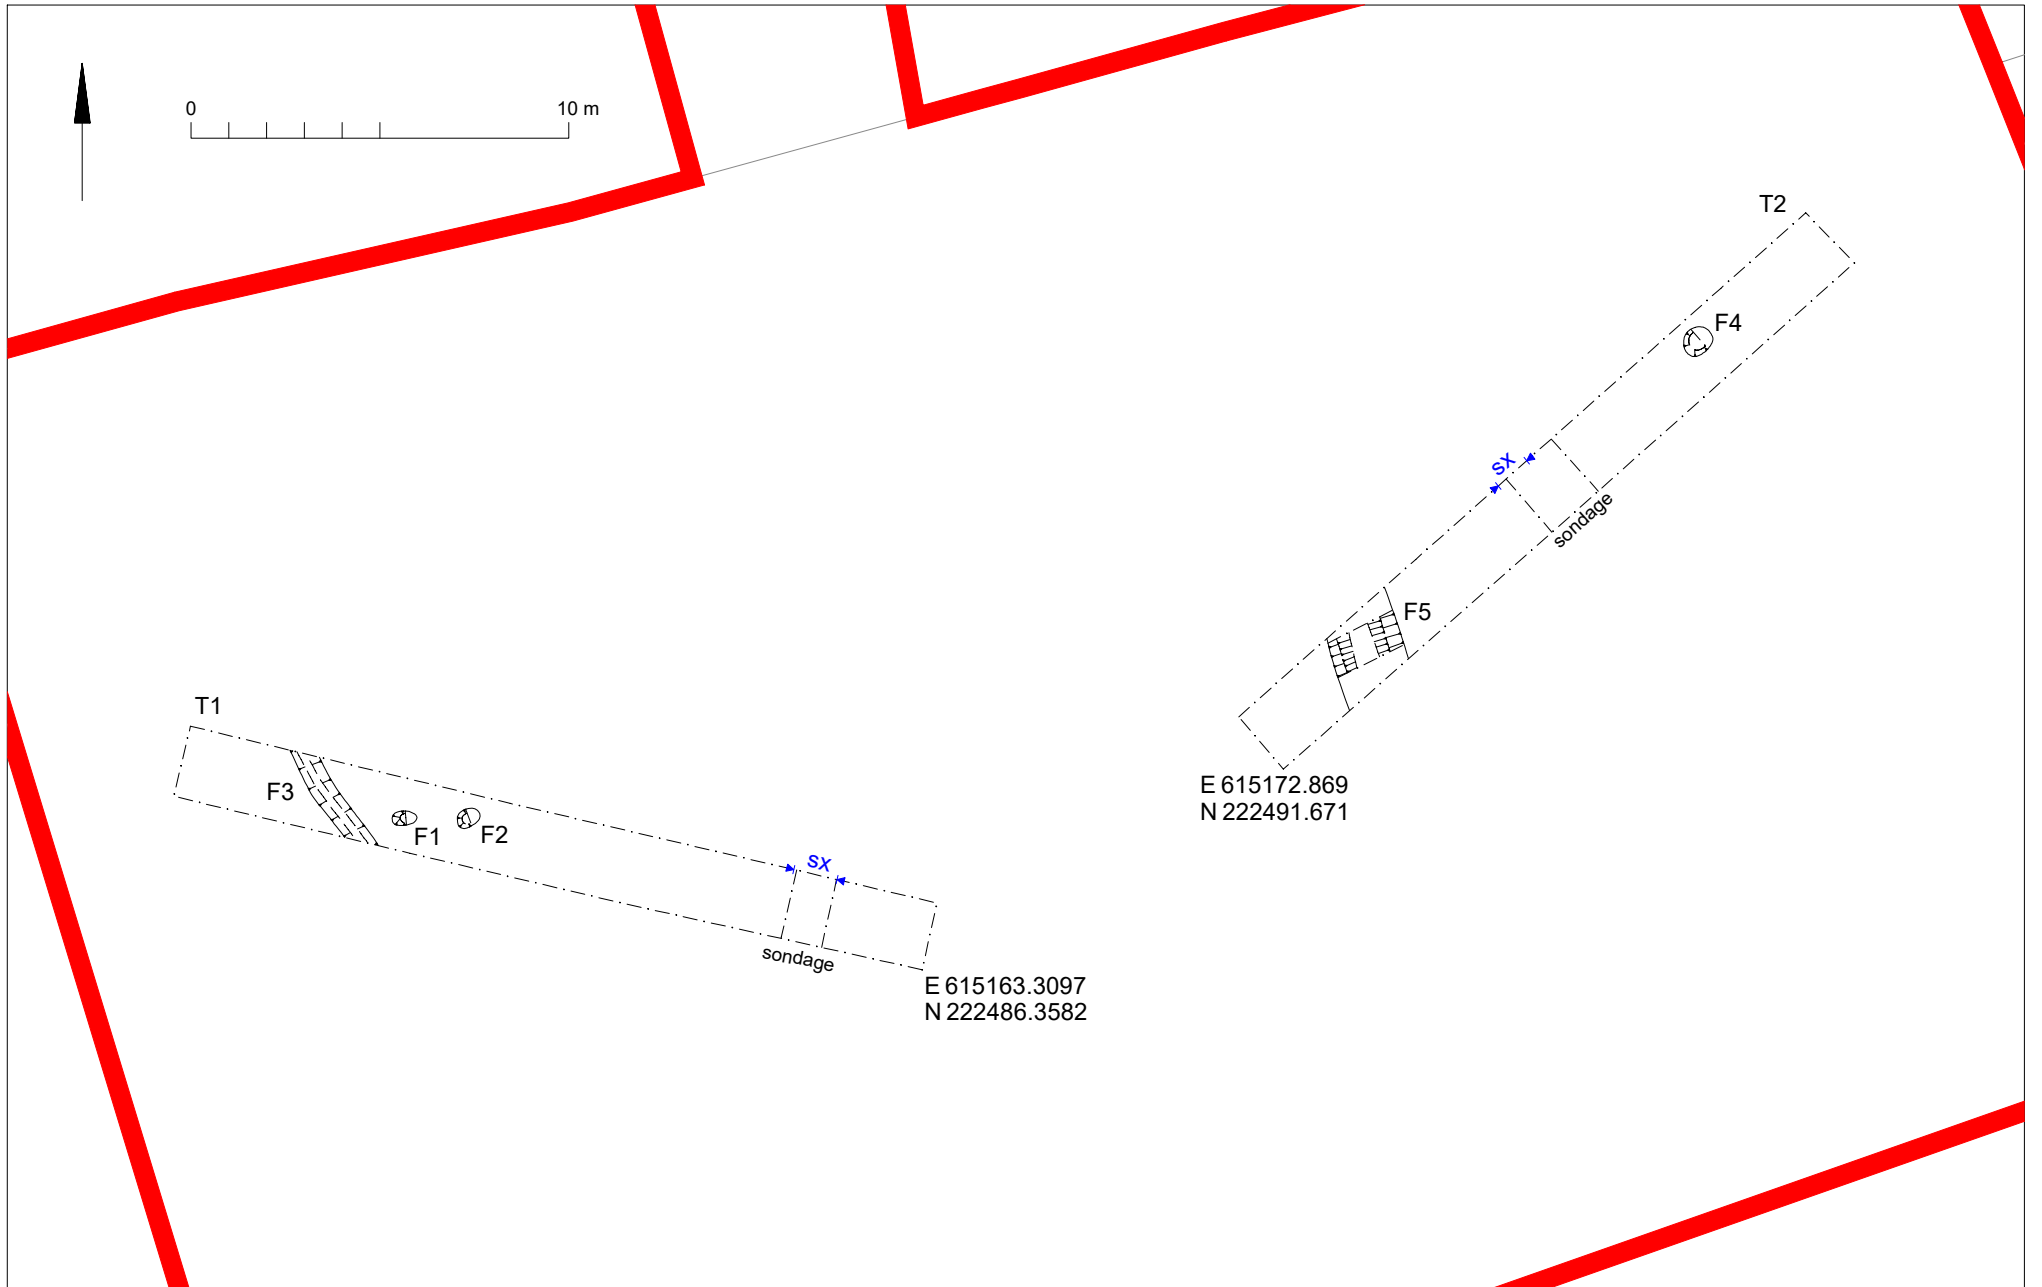 0
10 m
T2
F4
sx
sondage
F5
T1
F3
F1
F2
E 615172.869
N 222491.671
sx
sondage
E 615163.3097
N 222486.3582